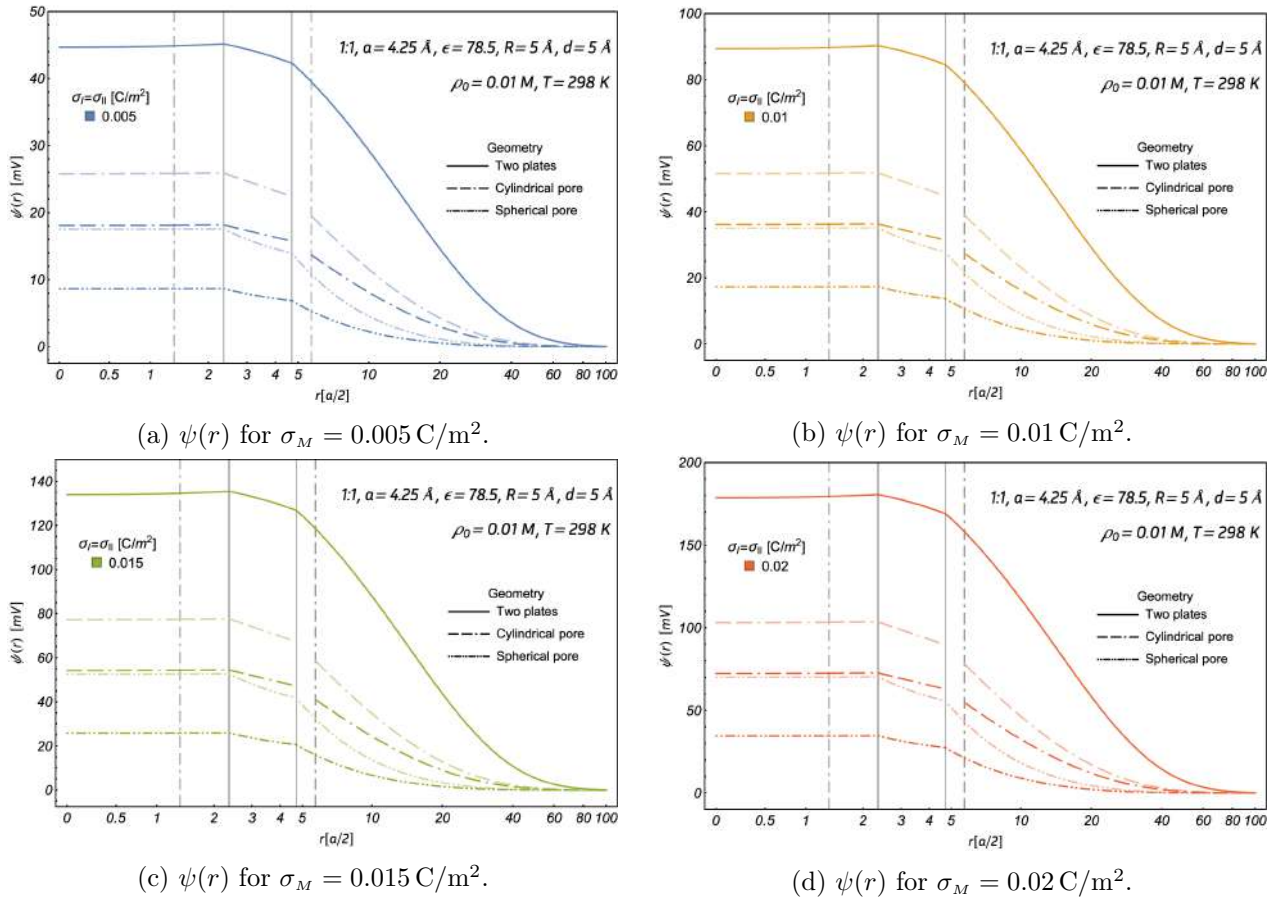 50
40
30
20
10
0
ψ(r) [mV]
1:1, a= 4.25 Å, ϵ= 78.5, R= 5 Å, d= 5 Å
ρ₀= 0.01 M, T= 298 K
σI=σII [C/m²]
0.005
Geometry
Two plates
Cylindrical pore
Spherical pore
0 0.5 1 2 3 4 5 10 20 40 60 80 100
r[a/2]
(a) ψ(r) for σM = 0.005 C/m².
100
80
60
40
20
0
ψ(r) [mV]
1:1, a= 4.25 Å, ϵ= 78.5, R= 5 Å, d= 5 Å
ρ₀= 0.01 M, T= 298 K
σI=σII [C/m²]
0.01
Geometry
Two plates
Cylindrical pore
Spherical pore
0 0.5 1 2 3 4 5 10 20 40 60 80 100
r[a/2]
(b) ψ(r) for σM = 0.01 C/m².
140
120
100
80
60
40
20
0
ψ(r) [mV]
1:1, a= 4.25 Å, ϵ= 78.5, R= 5 Å, d= 5 Å
ρ₀= 0.01 M, T= 298 K
σI=σII [C/m²]
0.015
Geometry
Two plates
Cylindrical pore
Spherical pore
0 0.5 1 2 3 4 5 10 20 40 60 80 100
r[a/2]
(c) ψ(r) for σM = 0.015 C/m².
200
150
100
50
0
ψ(r) [mV]
1:1, a= 4.25 Å, ϵ= 78.5, R= 5 Å, d= 5 Å
ρ₀= 0.01 M, T= 298 K
σI=σII [C/m²]
0.02
Geometry
Two plates
Cylindrical pore
Spherical pore
0 0.5 1 2 3 4 5 10 20 40 60 80 100
r[a/2]
(d) ψ(r) for σM = 0.02 C/m².